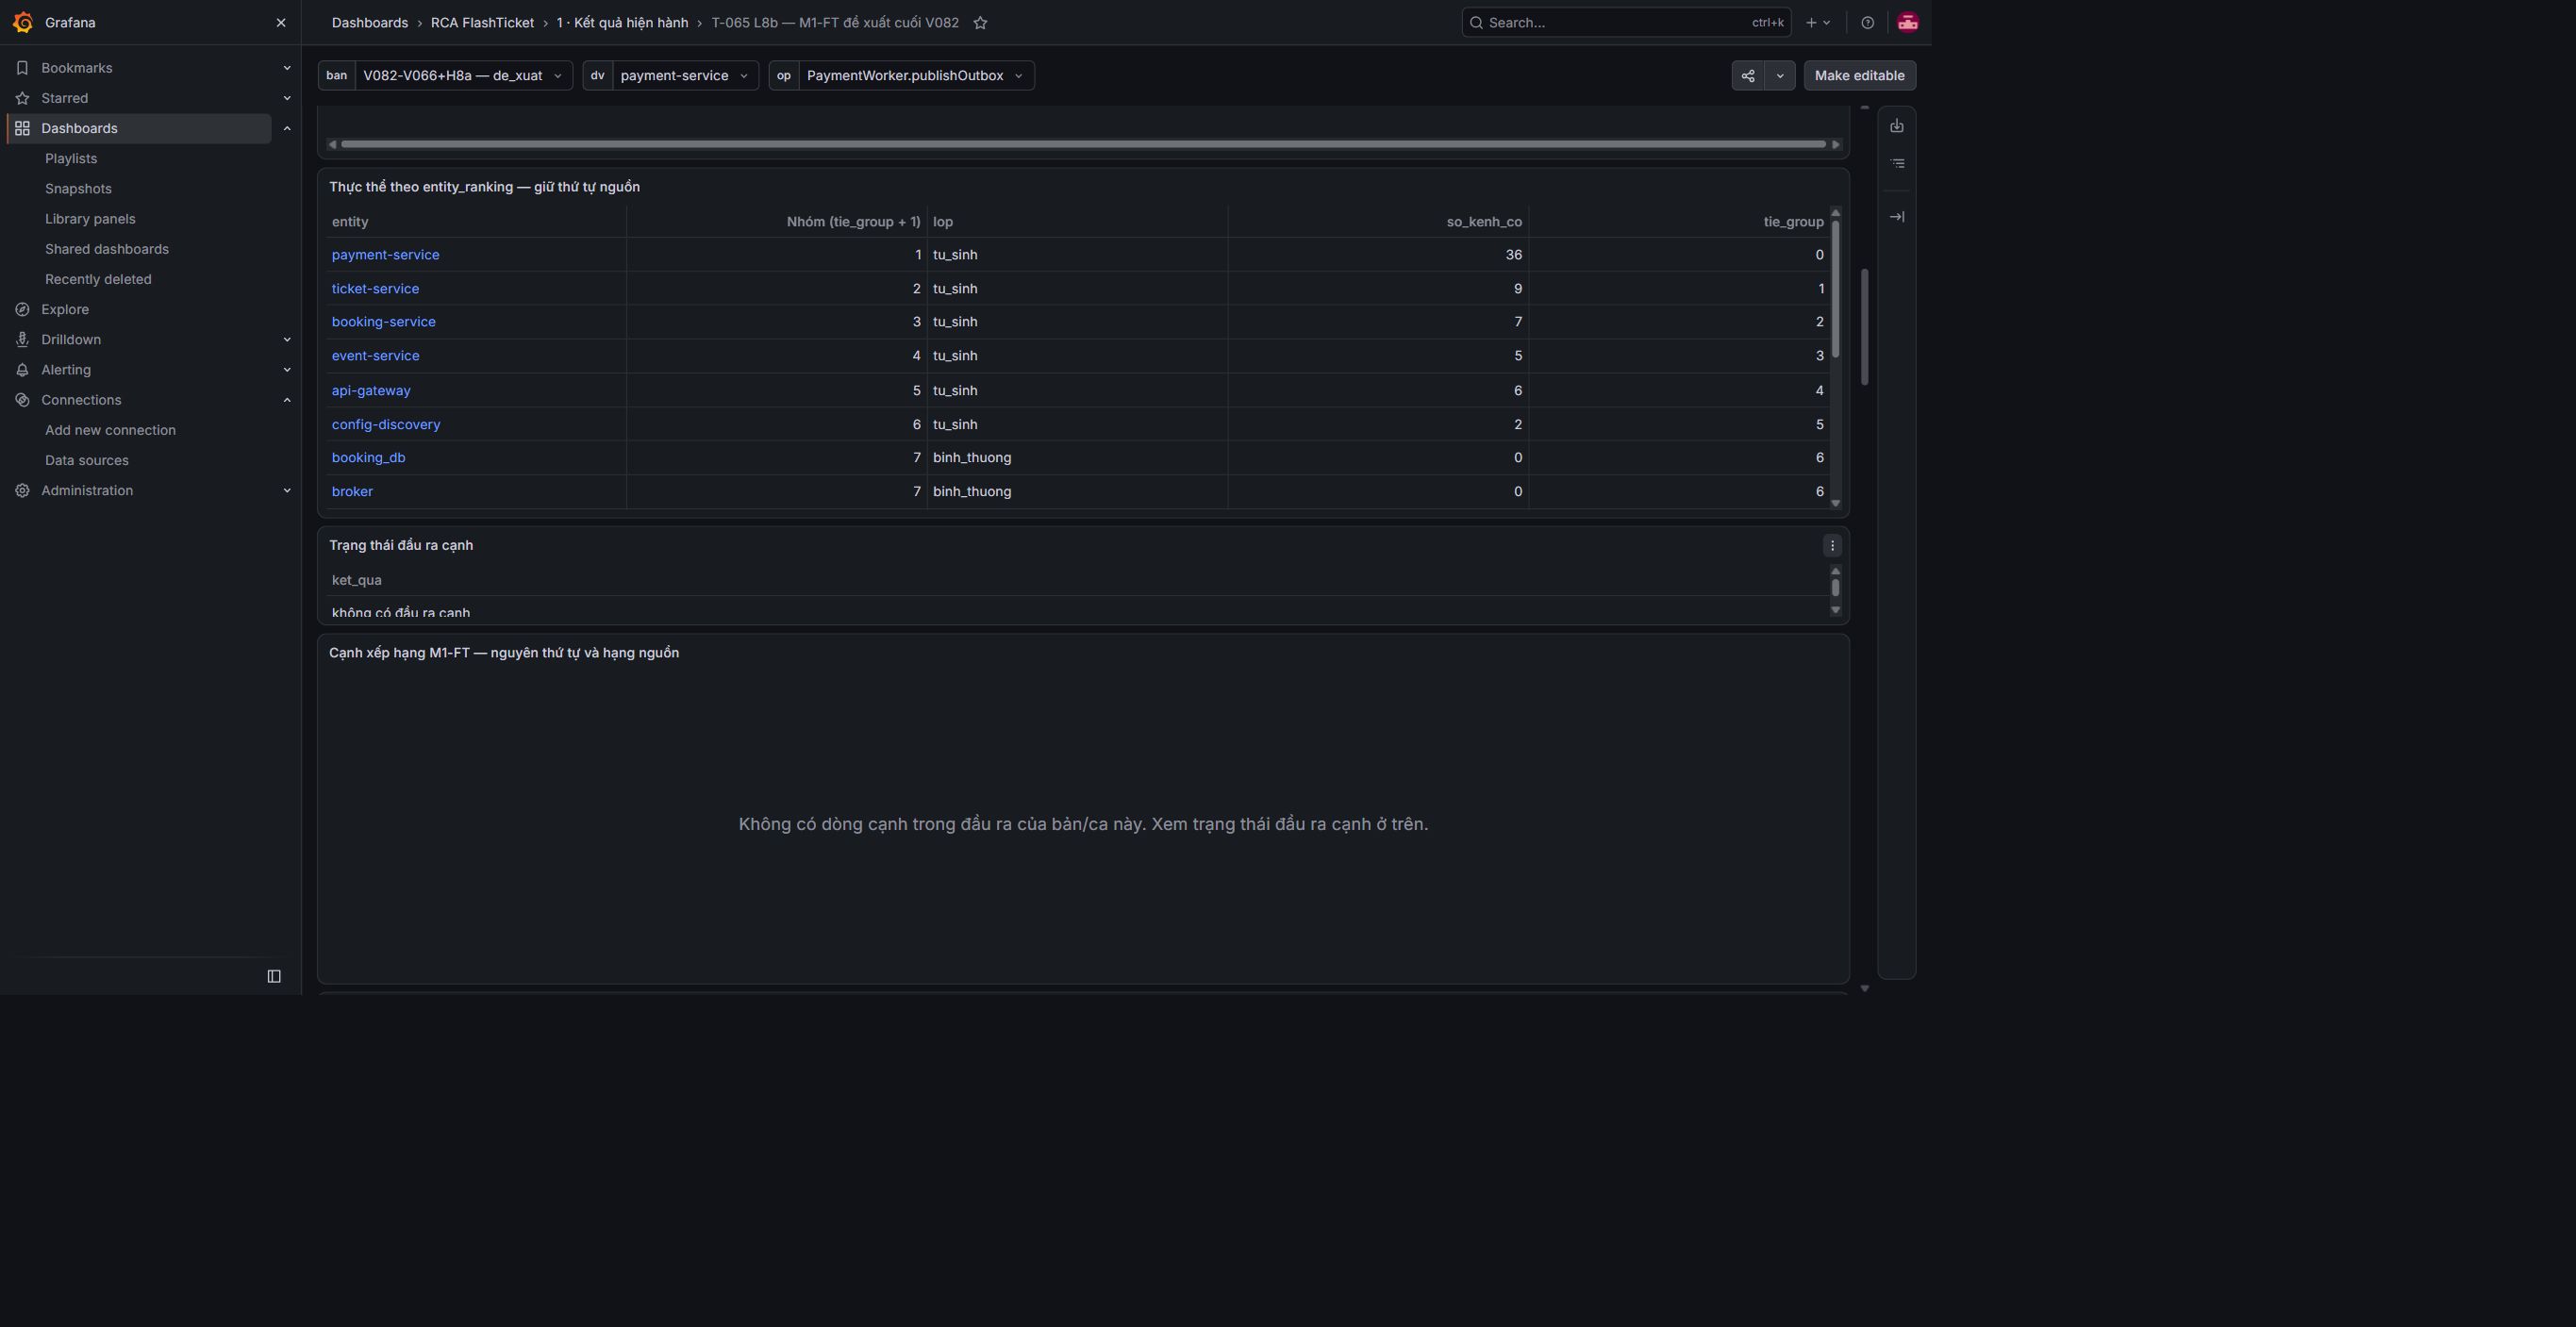 Grafana
Dashboards › RCA FlashTicket › 1 · Kết quả hiện hành › T-065 L8b — M1-FT đề xuất cuối V082
Search... ctrl+k
Bookmarks
Starred
Dashboards
Playlists
Snapshots
Library panels
Shared dashboards
Recently deleted
Explore
Drilldown
Alerting
Connections
Add new connection
Data sources
Administration
ban V082-V066+H8a — de_xuat dv payment-service op PaymentWorker.publishOutbox Make editable
Thực thể theo entity_ranking — giữ thứ tự nguồn
entity Nhóm (tie_group + 1) lop so_kenh_co tie_group
payment-service 1 tu_sinh 36 0
ticket-service 2 tu_sinh 9 1
booking-service 3 tu_sinh 7 2
event-service 4 tu_sinh 5 3
api-gateway 5 tu_sinh 6 4
config-discovery 6 tu_sinh 2 5
booking_db 7 binh_thuong 0 6
broker 7 binh_thuong 0 6
Trạng thái đầu ra cạnh
ket_qua
không có đầu ra cạnh
Cạnh xếp hạng M1-FT — nguyên thứ tự và hạng nguồn
Không có dòng cạnh trong đầu ra của bản/ca này. Xem trạng thái đầu ra cạnh ở trên.